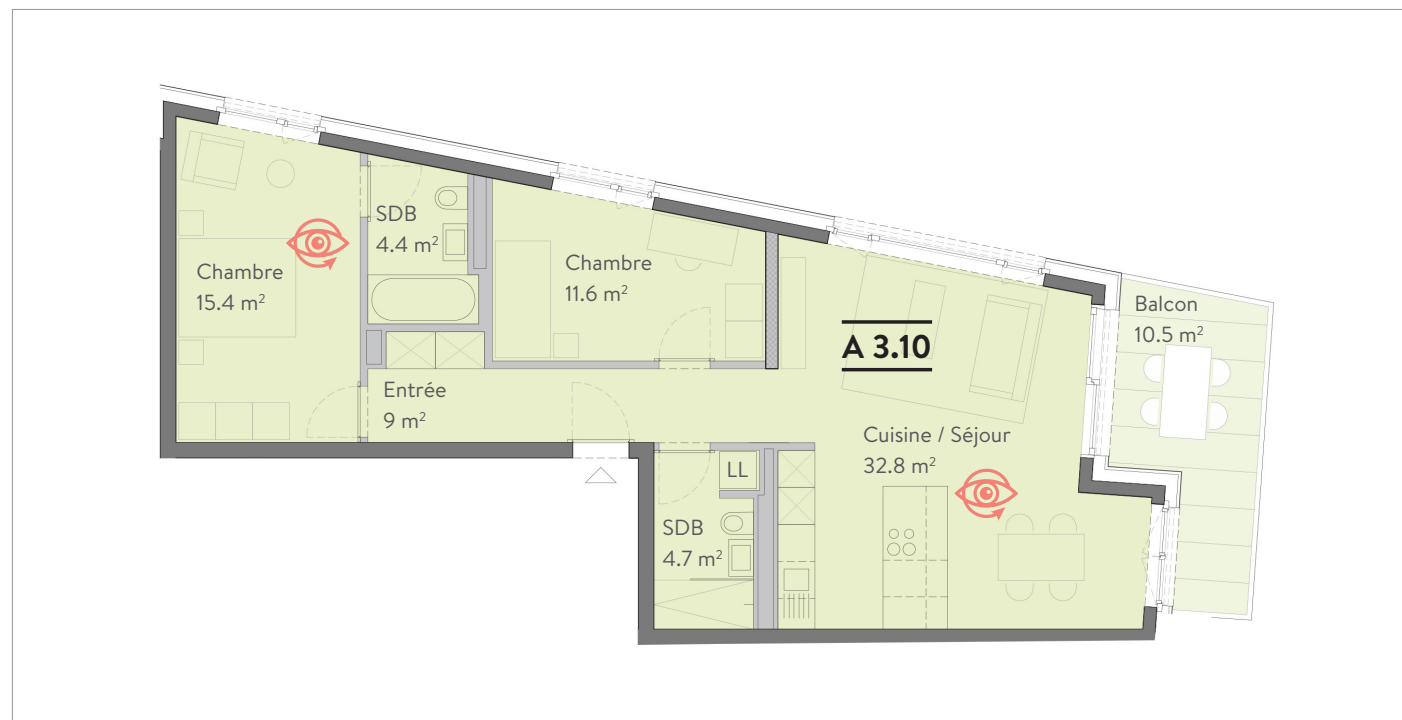 SDB
4.4 m²
Chambre
15.4 m²
Chambre
11.6 m²
Entrée
9 m²
A 3.10
Balcon
10.5 m²
Cuisine / Séjour
32.8 m²
LL
SDB
4.7 m²